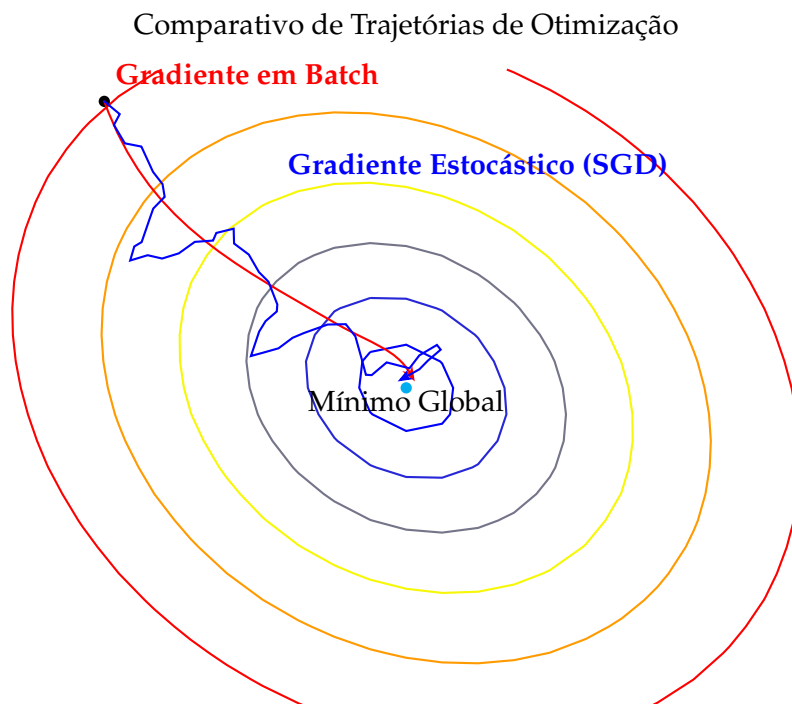 Comparativo de Trajetórias de Otimização
Gradiente em Batch
Gradiente Estocástico (SGD)
Mínimo Global